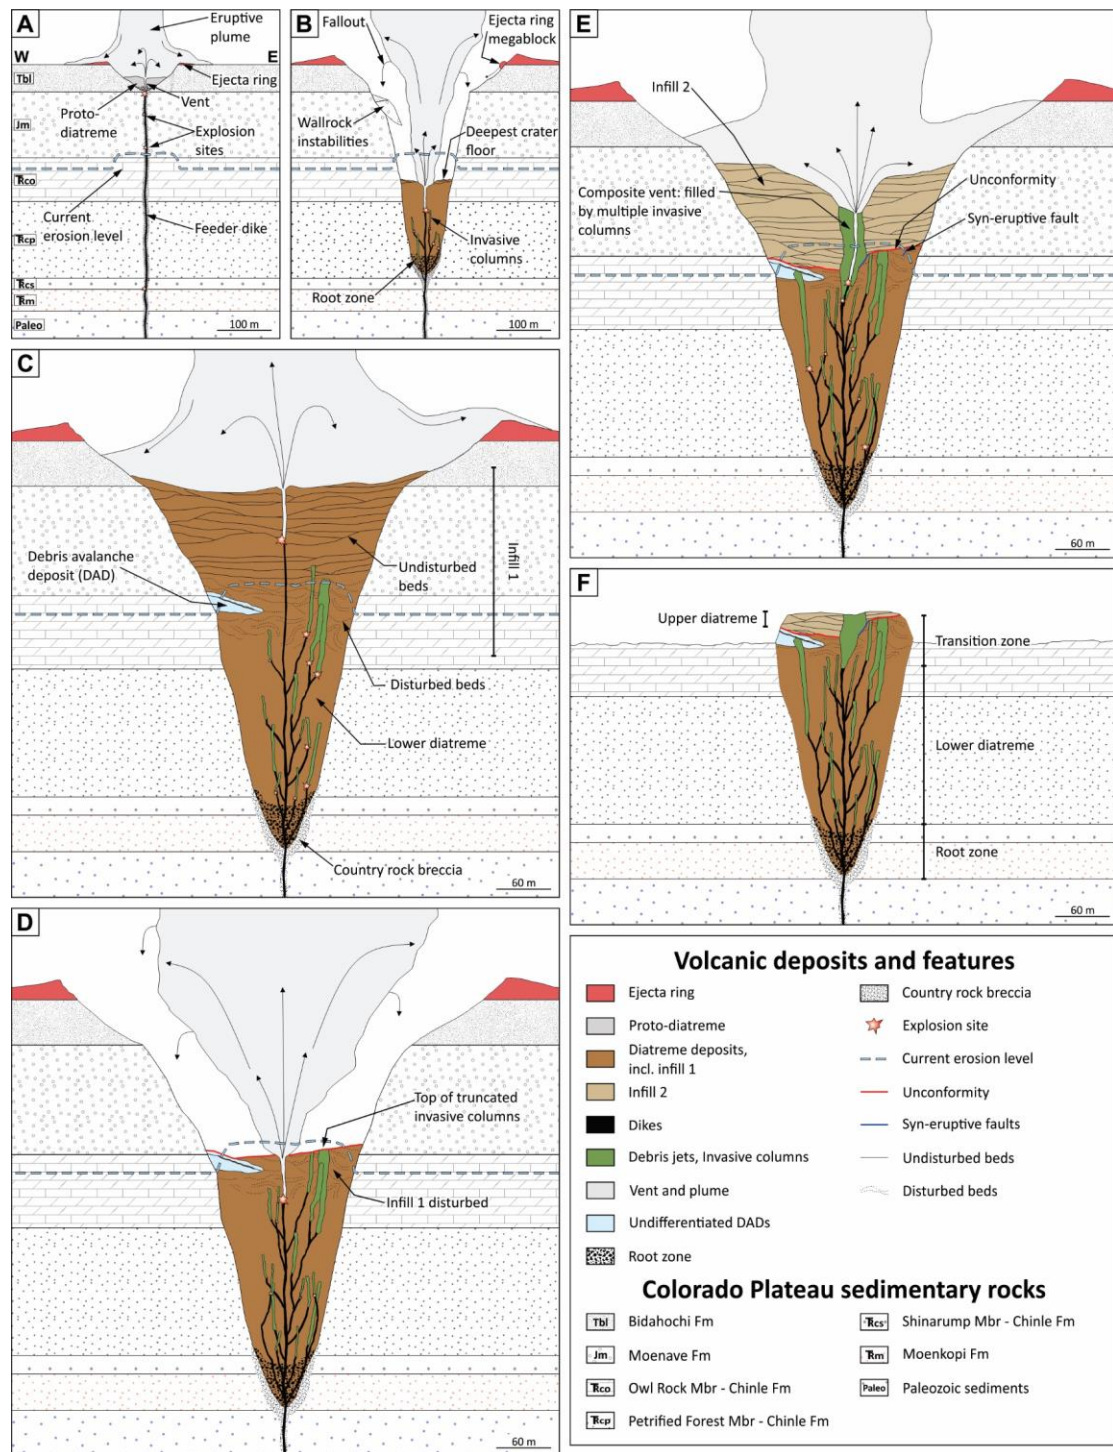 A
Eruptive
plume
W
E
Tbl
Ejecta ring
Proto-
diatreme
Vent
Jm
Explosion
sites
Ꞃco
Current
erosion level
Feeder dike
Ꞃcp
Ꞃcs
Ꞃm
Paleo
100 m
B
Fallout
Ejecta ring
megablock
Wallrock
instabilities
Deepest crater
floor
Invasive
columns
Root zone
100 m
C
Debris avalanche
deposit (DAD)
Undisturbed
beds
Infill 1
Disturbed beds
Lower diatreme
Country rock breccia
60 m
D
Top of truncated
invasive columns
Infill 1 disturbed
60 m
E
Infill 2
Composite vent: filled
by multiple invasive
columns
Unconformity
Syn-eruptive fault
60 m
F
Upper diatreme
Transition zone
Lower diatreme
Root zone
60 m
Volcanic deposits and features
Ejecta ring
Proto-diatreme
Diatreme deposits,
incl. infill 1
Infill 2
Dikes
Debris jets, Invasive columns
Vent and plume
Undifferentiated DADs
Root zone
Country rock breccia
Explosion site
Current erosion level
Unconformity
Syn-eruptive faults
Undisturbed beds
Disturbed beds
Colorado Plateau sedimentary rocks
Tbl Bidahochi Fm
Jm Moenave Fm
Ꞃco Owl Rock Mbr - Chinle Fm
Ꞃcp Petrified Forest Mbr - Chinle Fm
Ꞃcs Shinarump Mbr - Chinle Fm
Ꞃm Moenkopi Fm
Paleo Paleozoic sediments